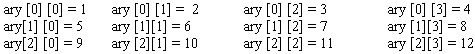 ary [0] [0] = 1 ary [0] [1] = 2 ary [0] [2] = 3 ary [0] [3] = 4
ary[1] [0] = 5 ary [1][1] = 6 ary [1] [2] = 7 ary [1][3] = 8
ary[2] [0] = 9 ary [2][1] = 10 ary [2] [2] = 11 ary [2][3] = 12